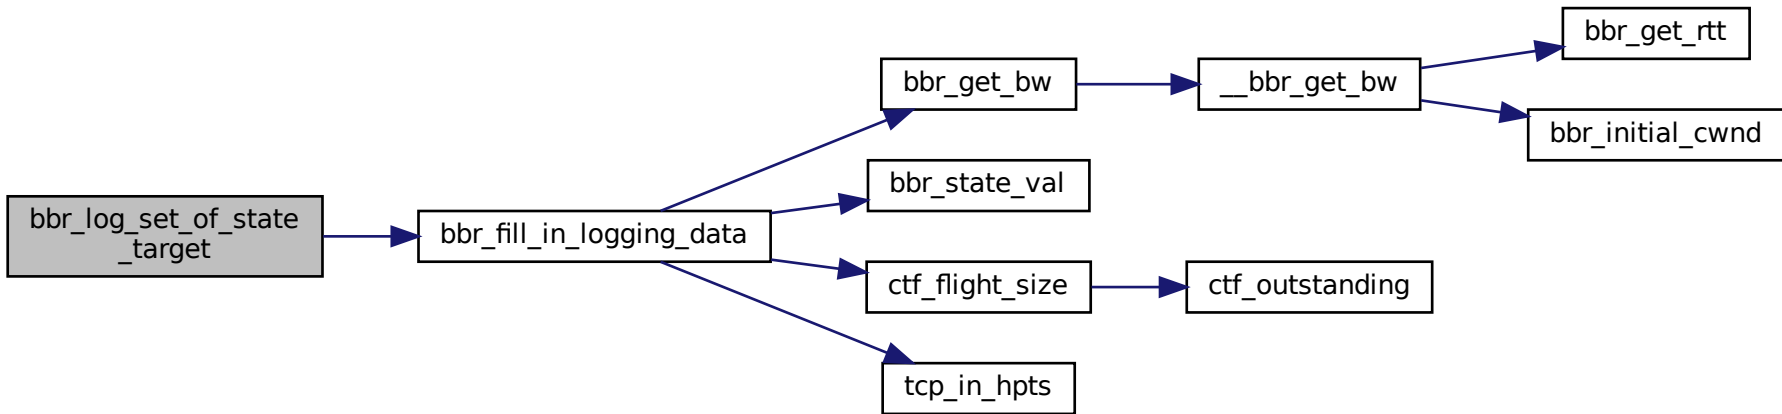 bbr_log_set_of_state
_target
bbr_fill_in_logging_data
bbr_get_bw
__bbr_get_bw
bbr_get_rtt
bbr_initial_cwnd
bbr_state_val
ctf_flight_size
ctf_outstanding
tcp_in_hpts